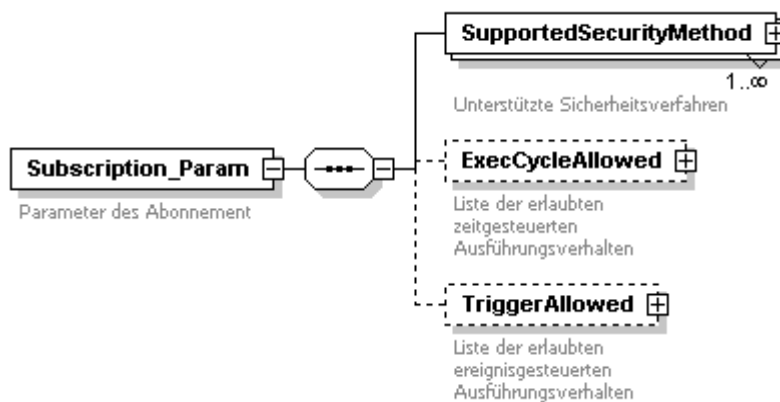 SupportedSecurityMethod
1..∞
Unterstützte Sicherheitsverfahren
Subscription_Param
Parameter des Abonnement
ExecCycleAllowed
Liste der erlaubten
zeitgesteuerten
Ausführungsverhalten
TriggerAllowed
Liste der erlaubten
ereignisgesteuerten
Ausführungsverhalten